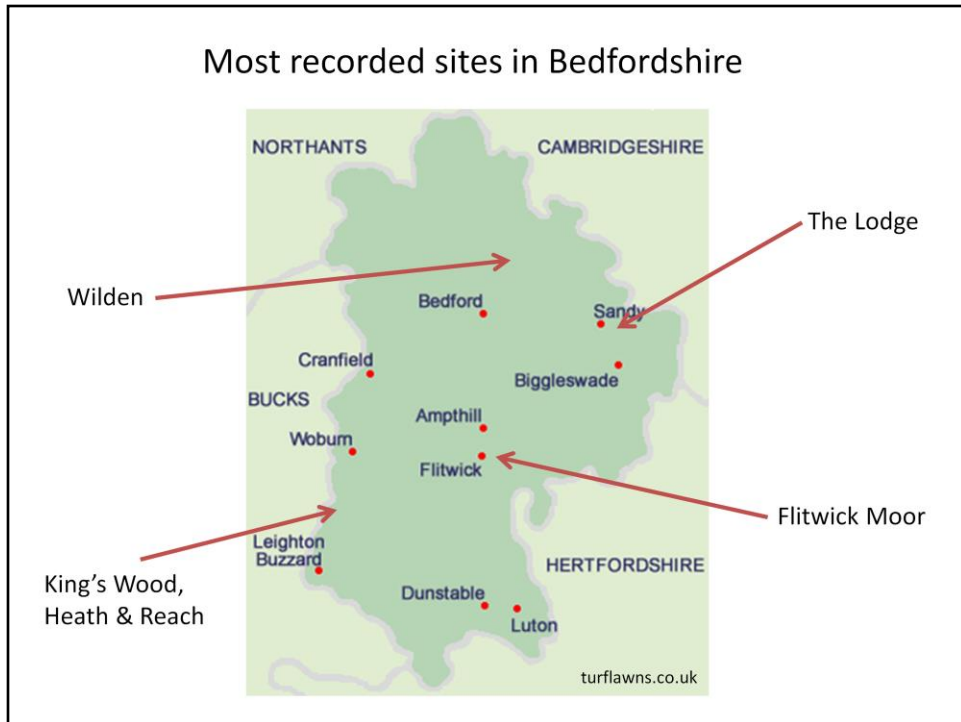 Most recorded sites in Bedfordshire
NORTHANTS
CAMBRIDGESHIRE
The Lodge
Wilden
Bedford
Sandy
Cranfield
Biggleswade
BUCKS
Ampthill
Woburn
Flitwick
Flitwick Moor
Leighton
Buzzard
HERTFORDSHIRE
King's Wood,
Heath & Reach
Dunstable
Luton
turflawns.co.uk